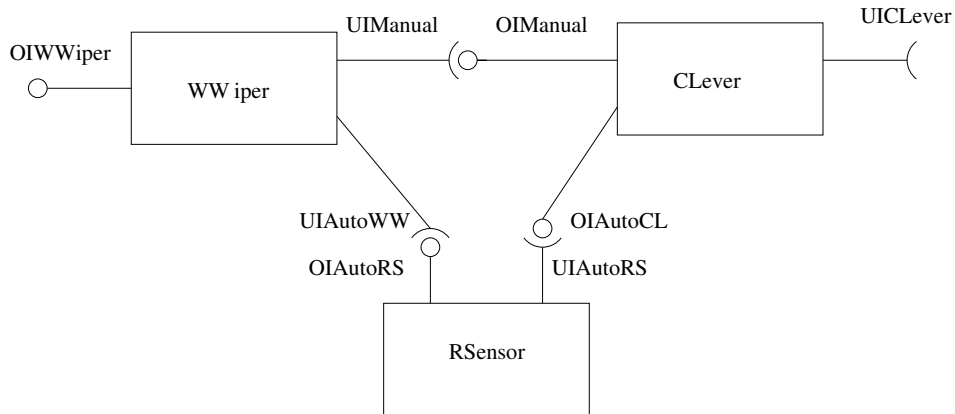 UICLever
UIManual
OIManual
OIWWiper
WW iper
CLever
UIAutoWW
OIAutoCL
OIAutoRS
UIAutoRS
RSensor